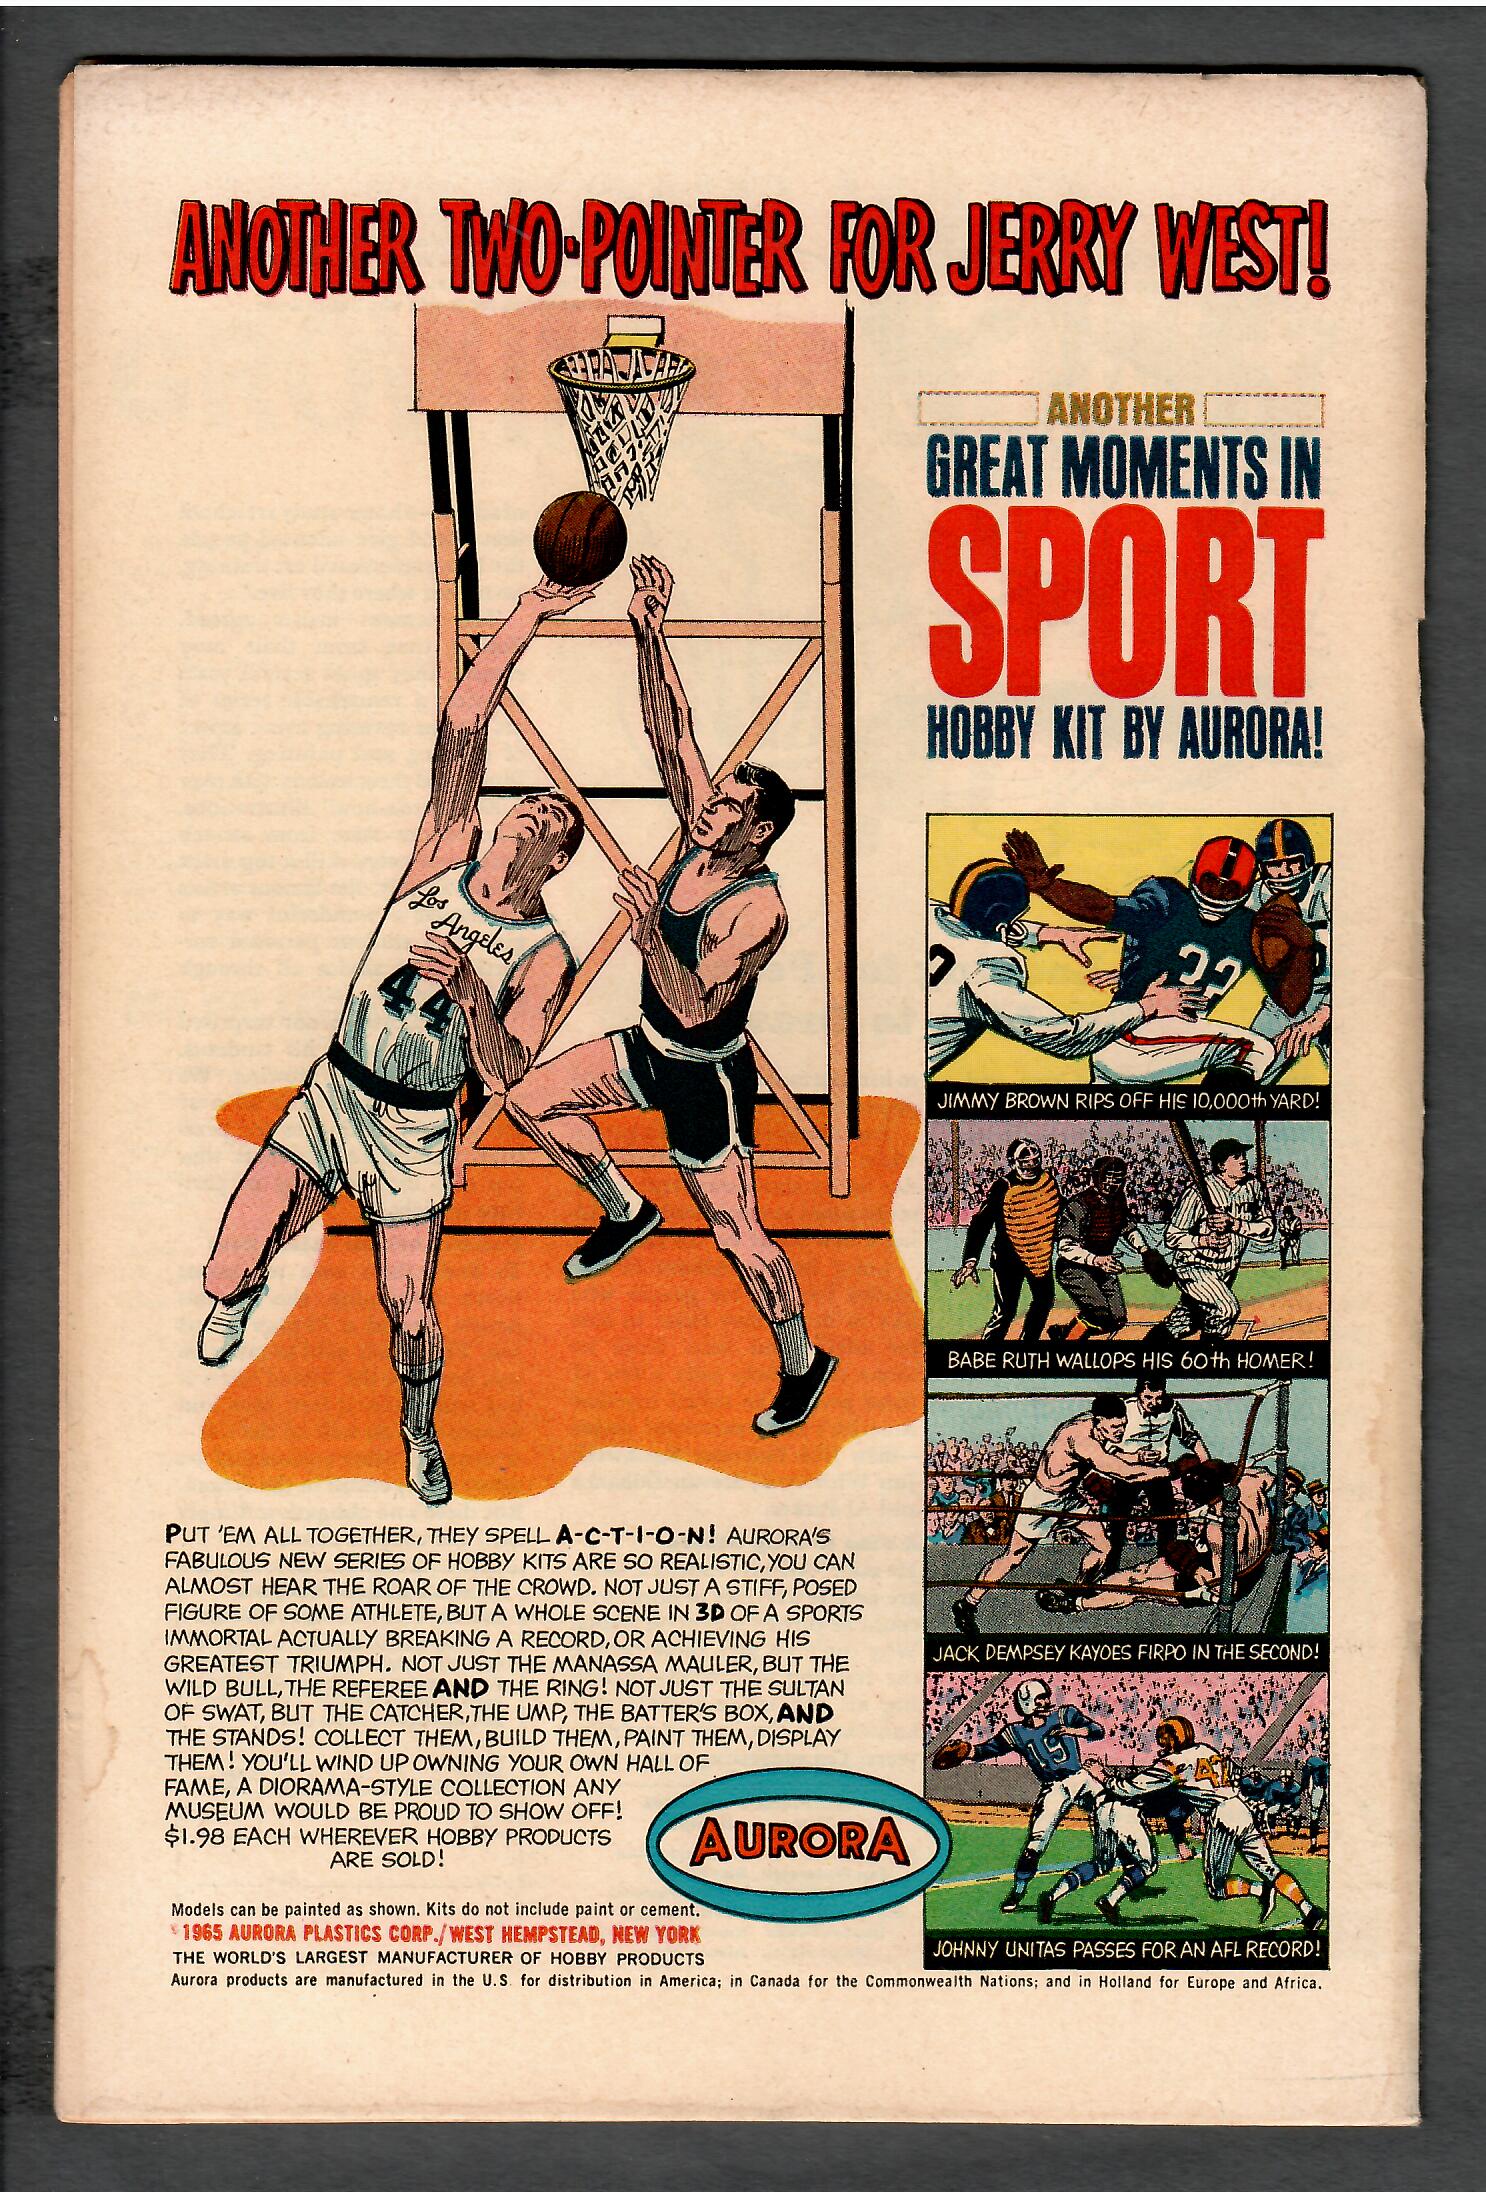 ANOTHER TWO-POINTER FOR JERRY WEST!
ANOTHER
GREAT MOMENTS IN
SPORT
HOBBY KIT BY AURORA!
Los
Angeles
44
32
JIMMY BROWN RIPS OFF HIS 10,000th YARD!
BABE RUTH WALLOPS HIS 60th HOMER!
JACK DEMPSEY KAYOES FIRPO IN THE SECOND!
19
47
JOHNNY UNITAS PASSES FOR AN AFL RECORD!
PUT 'EM ALL TOGETHER, THEY SPELL A-C-T-I-O-N! AURORA'S
FABULOUS NEW SERIES OF HOBBY KITS ARE SO REALISTIC, YOU CAN
ALMOST HEAR THE ROAR OF THE CROWD. NOT JUST A STIFF, POSED
FIGURE OF SOME ATHLETE, BUT A WHOLE SCENE IN 3D OF A SPORTS
IMMORTAL ACTUALLY BREAKING A RECORD, OR ACHIEVING HIS
GREATEST TRIUMPH. NOT JUST THE MANASSA MAULER, BUT THE
WILD BULL, THE REFEREE AND THE RING! NOT JUST THE SULTAN
OF SWAT, BUT THE CATCHER, THE UMP, THE BATTER'S BOX, AND
THE STANDS! COLLECT THEM, BUILD THEM, PAINT THEM, DISPLAY
THEM! YOU'LL WIND UP OWNING YOUR OWN HALL OF
FAME, A DIORAMA-STYLE COLLECTION ANY
MUSEUM WOULD BE PROUD TO SHOW OFF!
$1.98 EACH WHEREVER HOBBY PRODUCTS
ARE SOLD!
AURORA
Models can be painted as shown. Kits do not include paint or cement.
1965 AURORA PLASTICS CORP./WEST HEMPSTEAD, NEW YORK
THE WORLD'S LARGEST MANUFACTURER OF HOBBY PRODUCTS
Aurora products are manufactured in the U.S. for distribution in America; in Canada for the Commonwealth Nations; and in Holland for Europe and Africa.